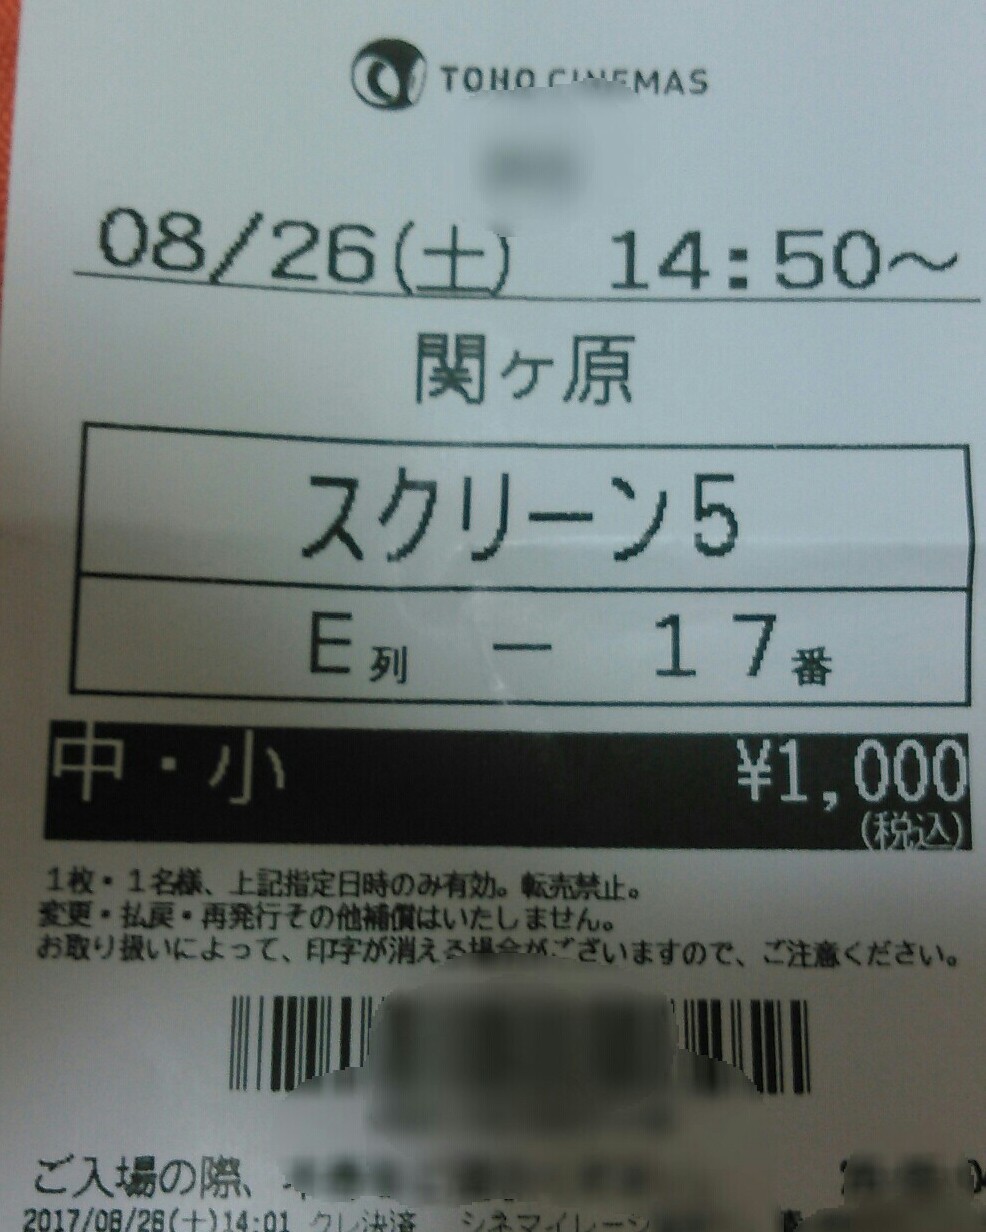 TOHO CINEMAS
08/26(土) 14:50～
関ヶ原
スクリーン5
E列 － 17番
中・小 ¥1,000
(税込)
1枚・1名様、上記指定日時のみ有効。転売禁止。
変更・払戻・再発行その他補償はいたしません。
お取り扱いによって、印字が消える場合がございますので、ご注意ください。
ご入場の際、
2017/08/26(土)14:01 クレ決済 シネマイレージ